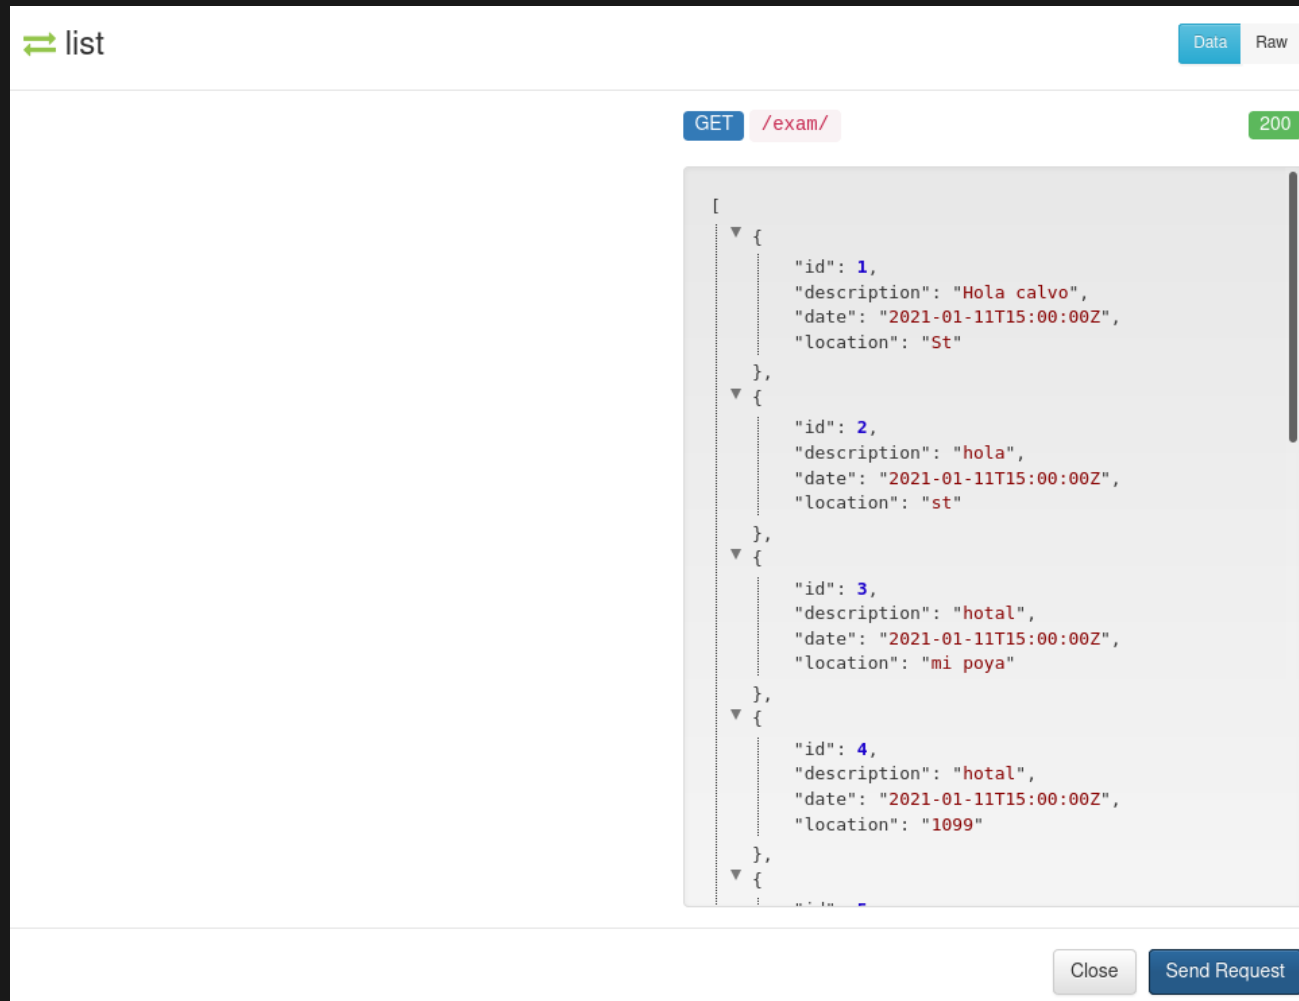 list
Data Raw
GET /exam/ 200
[
{
"id": 1,
"description": "Hola calvo",
"date": "2021-01-11T15:00:00Z",
"location": "St"
},
{
"id": 2,
"description": "hola",
"date": "2021-01-11T15:00:00Z",
"location": "st"
},
{
"id": 3,
"description": "hotal",
"date": "2021-01-11T15:00:00Z",
"location": "mi poya"
},
{
"id": 4,
"description": "hotal",
"date": "2021-01-11T15:00:00Z",
"location": "1099"
},
{
Close Send Request